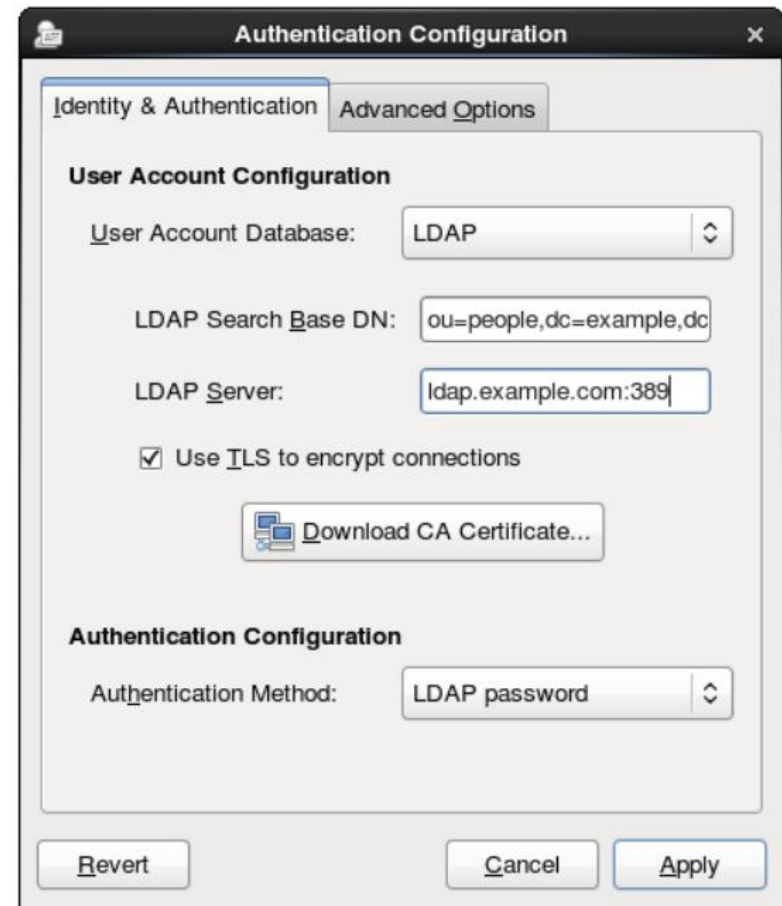 Authentication Configuration
Identity & Authentication
Advanced Options
User Account Configuration
User Account Database: LDAP
LDAP Search Base DN: ou=people,dc=example,dc
LDAP Server: ldap.example.com:389
Use TLS to encrypt connections
Download CA Certificate...
Authentication Configuration
Authentication Method: LDAP password
Revert Cancel Apply